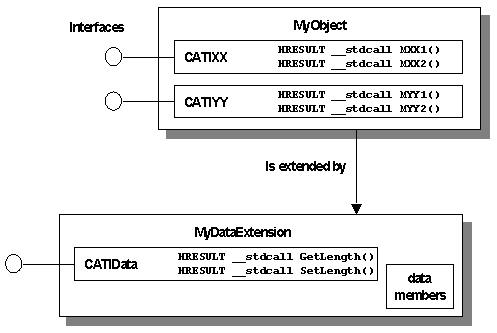 MyObject
Interfaces
CATIXX HRESULT __stdcall MXX1()
HRESULT __stdcall MXX2()
CATIYY HRESULT __stdcall MYY1()
HRESULT __stdcall MYY2()
Is extended by
MyDataExtension
CATIData HRESULT __stdcall GetLength()
HRESULT __stdcall SetLength()
data
members